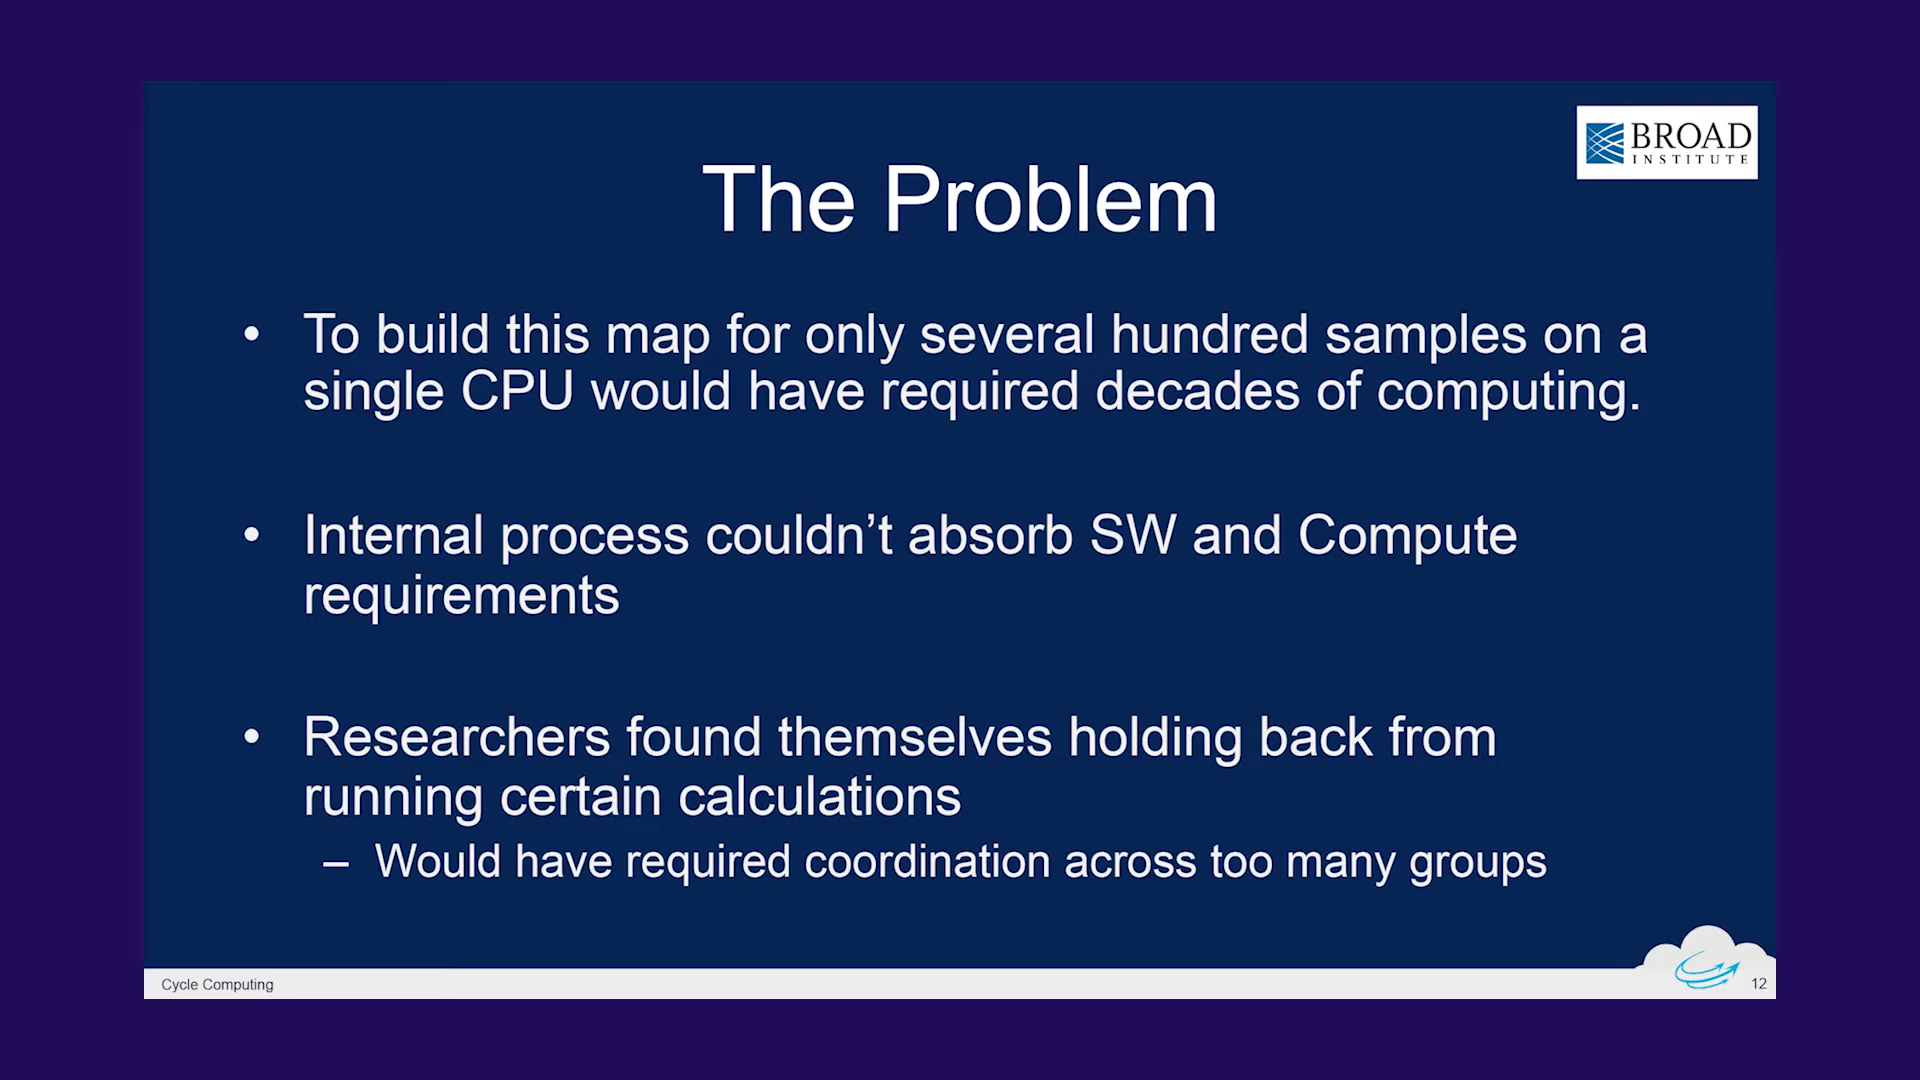 BROAD
INSTITUTE
The Problem
• To build this map for only several hundred samples on a
single CPU would have required decades of computing.
• Internal process couldn’t absorb SW and Compute
requirements
• Researchers found themselves holding back from
running certain calculations
– Would have required coordination across too many groups
Cycle Computing
12